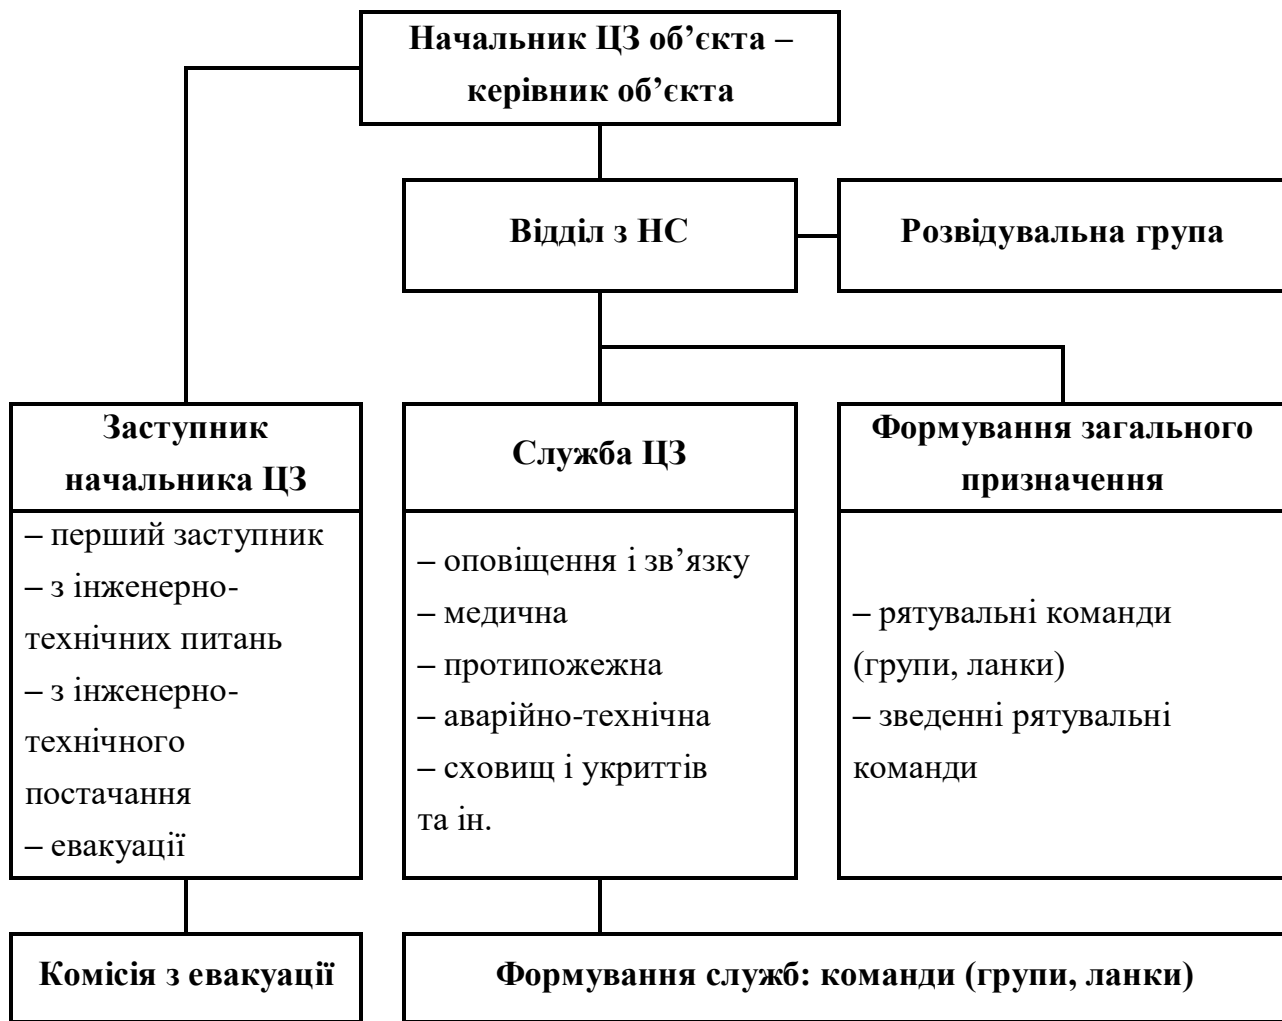 Начальник ЦЗ об’єкта –
керівник об’єкта
Відділ з НС
Розвідувальна група
Заступник
начальника ЦЗ
– перший заступник
– з інженерно-
технічних питань
– з інженерно-
технічного
постачання
– евакуації
Служба ЦЗ
– оповіщення і зв’язку
– медична
– протипожежна
– аварійно-технічна
– сховищ і укриттів
та ін.
Формування загального
призначення
– рятувальні команди
(групи, ланки)
– зведенні рятувальні
команди
Комісія з евакуації
Формування служб: команди (групи, ланки)